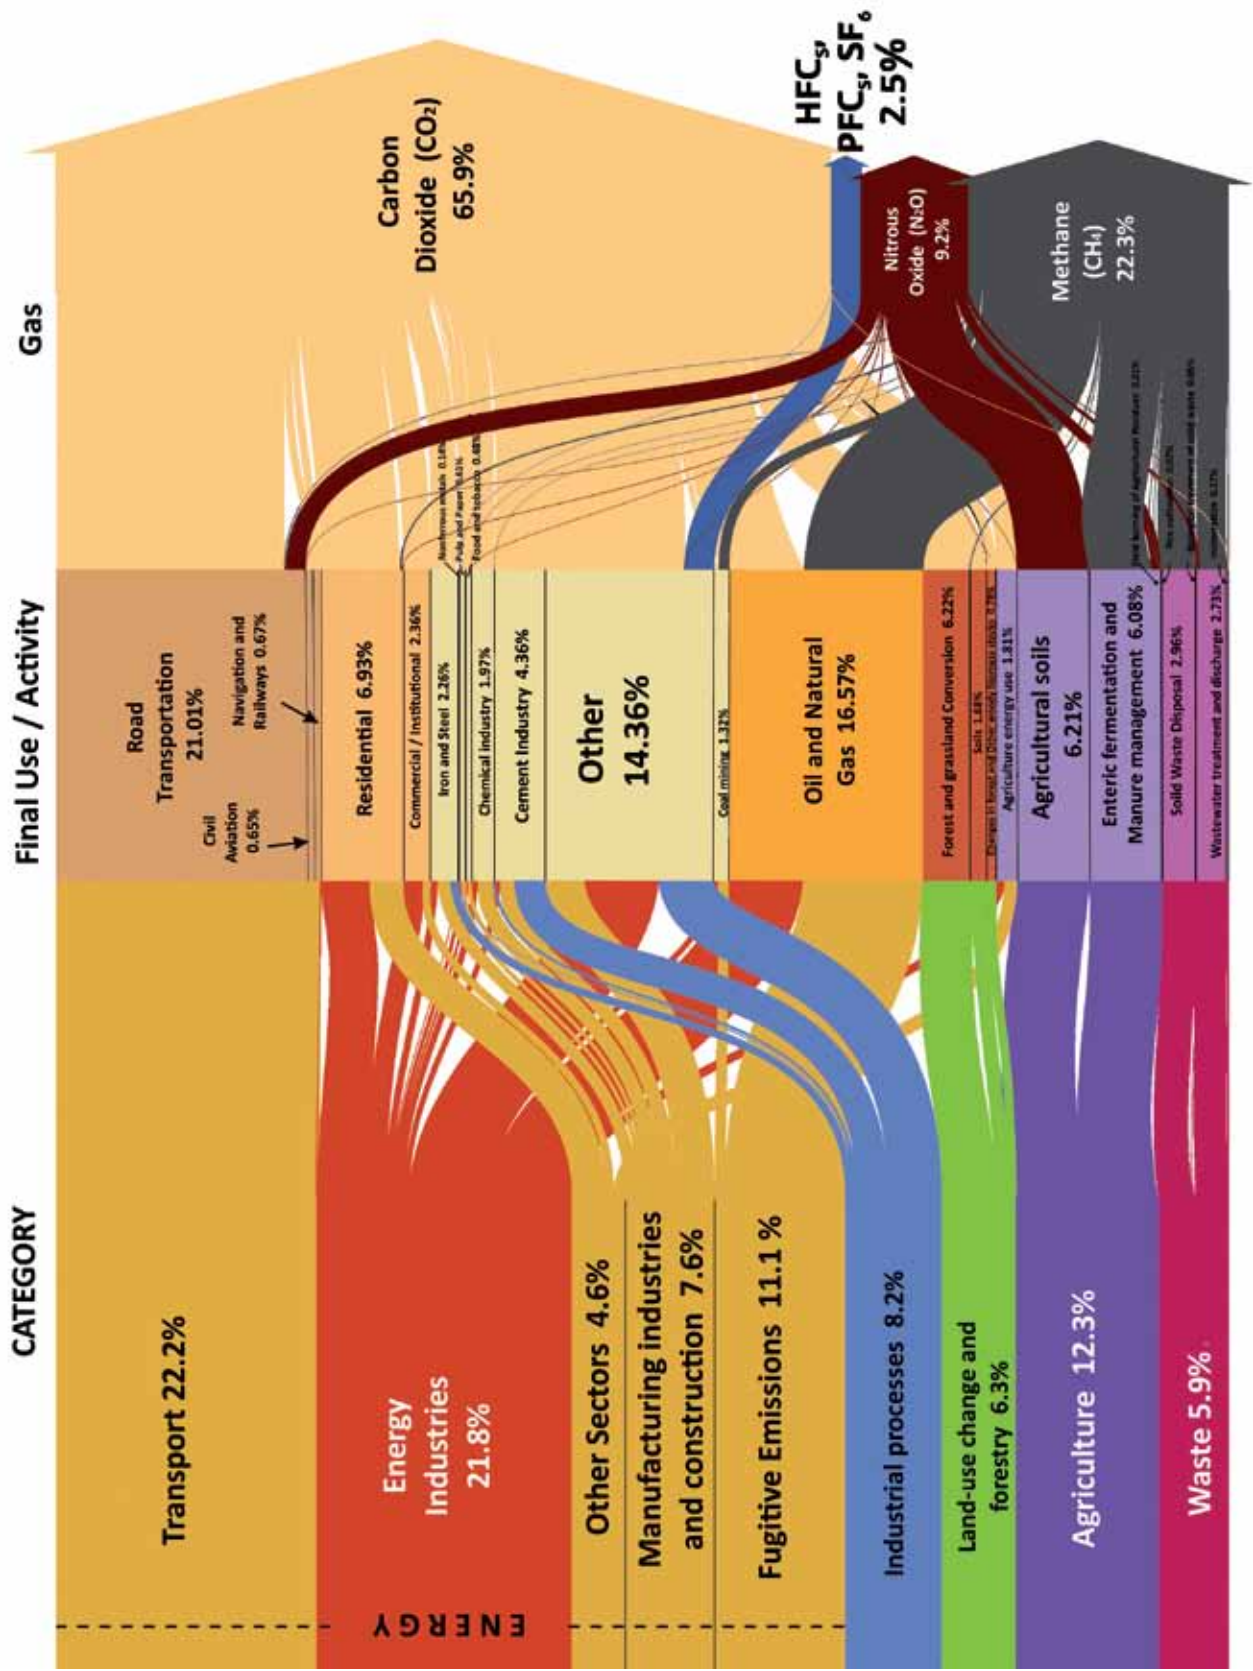 CATEGORY
Final Use / Activity
Gas
ENERGY
Transport 22.2%
Energy
Industries
21.8%
Other Sectors 4.6%
Manufacturing industries
and construction 7.6%
Fugitive Emissions 11.1 %
Industrial processes 8.2%
Land-use change and
forestry 6.3%
Agriculture 12.3%
Waste 5.9%
Road
Transportation
21.01%
Civil
Aviation
0.65%
Navigation and
Railways 0.67%
Residential 6.93%
Commercial / Institutional 2.36%
Iron and Steel 2.26%
Pulp and Paper
Food and tobacco
Chemical industry 1.97%
Cement Industry 4.36%
Other
14.36%
Coal mining 1.32%
Oil and Natural
Gas 16.57%
Forest and grassland Conversion 6.22%
Soils
Agriculture energy use 1.81%
Agricultural soils
6.21%
Enteric fermentation and
Manure management 6.08%
Soild Waste Disposal 2.96%
Wastewater treatment and discharge 2.73%
Carbon
Dioxide (CO2)
65.9%
HFCs,
PFCs, SF6
2.5%
Nitrous
Oxide (N2O)
9.2%
Methane
(CH4)
22.3%